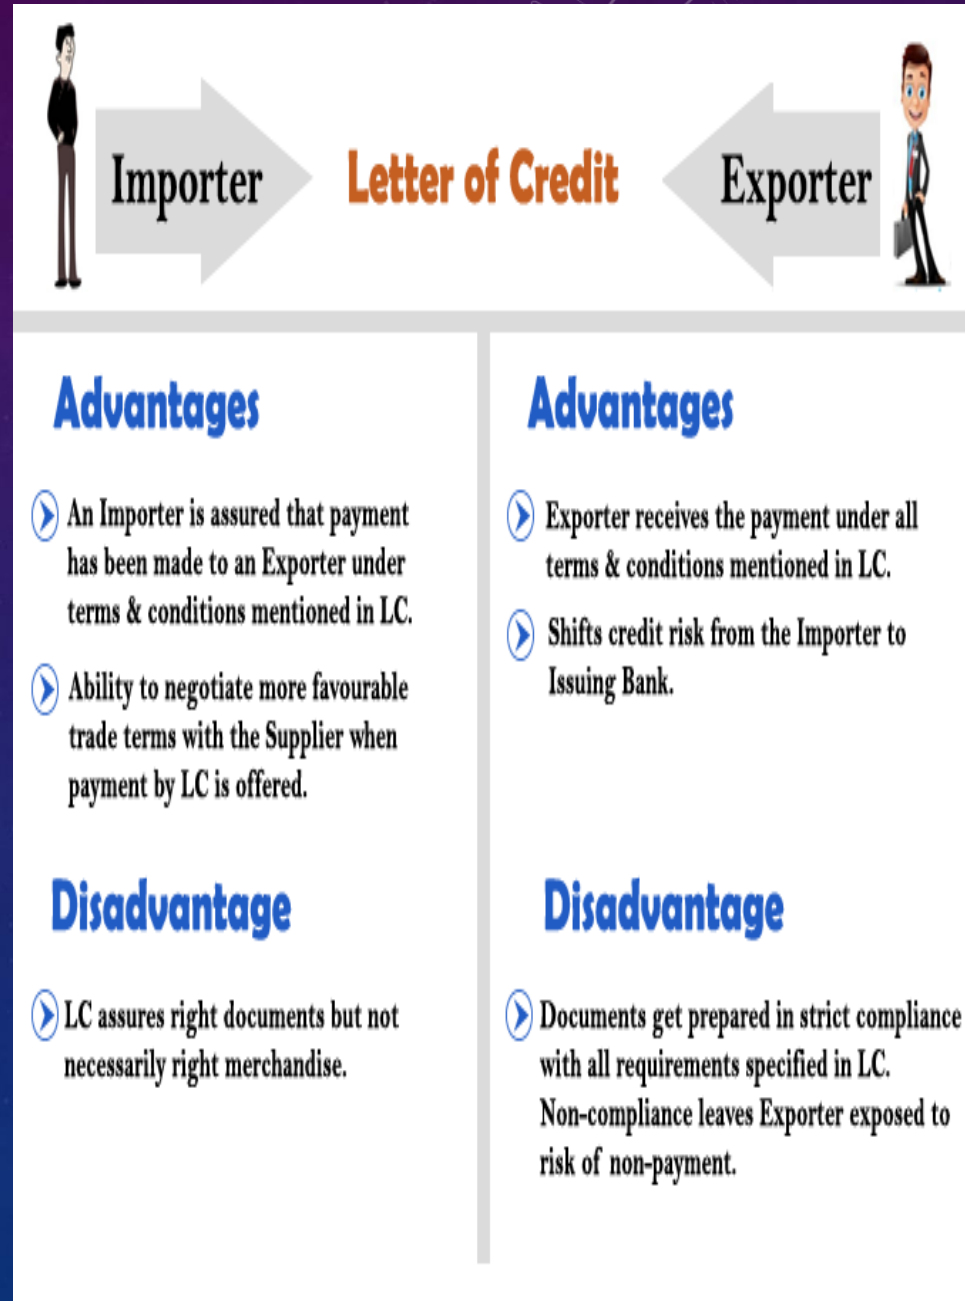 Importer
Letter of Credit
Exporter
Advantages
An Importer is assured that payment
has been made to an Exporter under
terms & conditions mentioned in LC.
Ability to negotiate more favourable
trade terms with the Supplier when
payment by LC is offered.
Disadvantage
LC assures right documents but not
necessarily right merchandise.
Advantages
Exporter receives the payment under all
terms & conditions mentioned in LC.
Shifts credit risk from the Importer to
Issuing Bank.
Disadvantage
Documents get prepared in strict compliance
with all requirements specified in LC.
Non-compliance leaves Exporter exposed to
risk of non-payment.